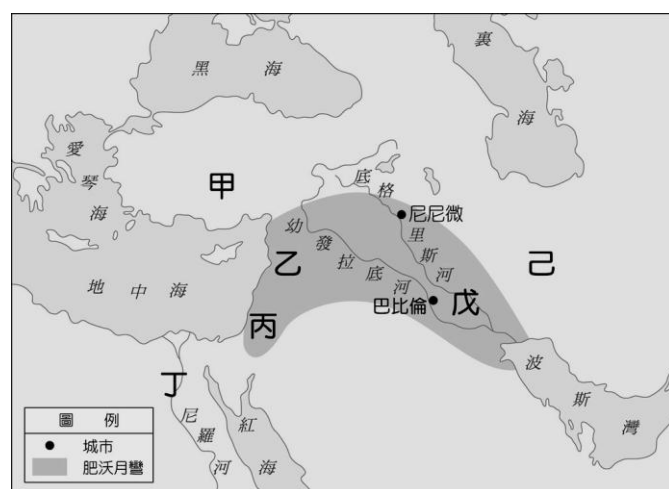 黑海
裏海
愛琴海
甲
底格里斯河
尼尼微
幼發拉底河
乙
己
地中海
戊
巴比倫
丙
波斯灣
丁
尼羅河
紅海
圖例
城市
肥沃月彎